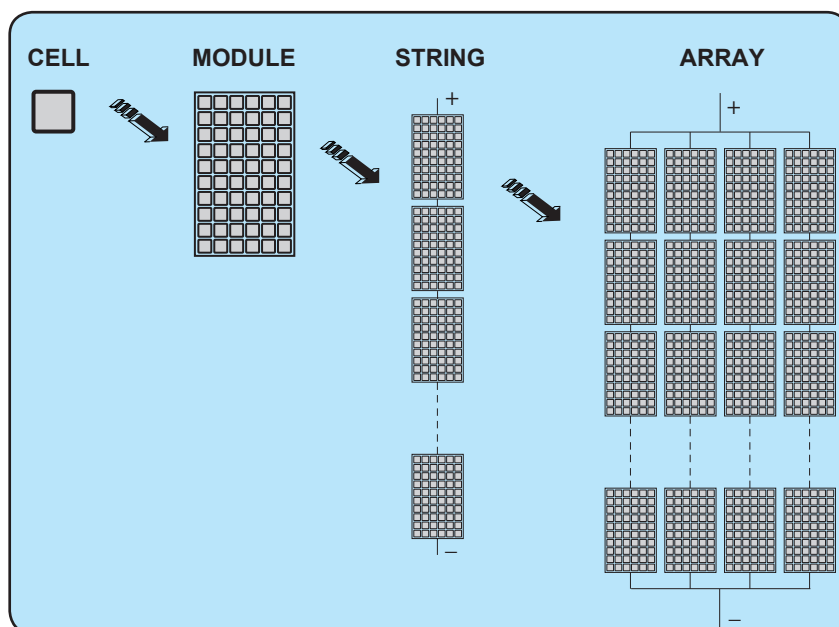 CELL MODULE STRING ARRAY
+ +
−
−